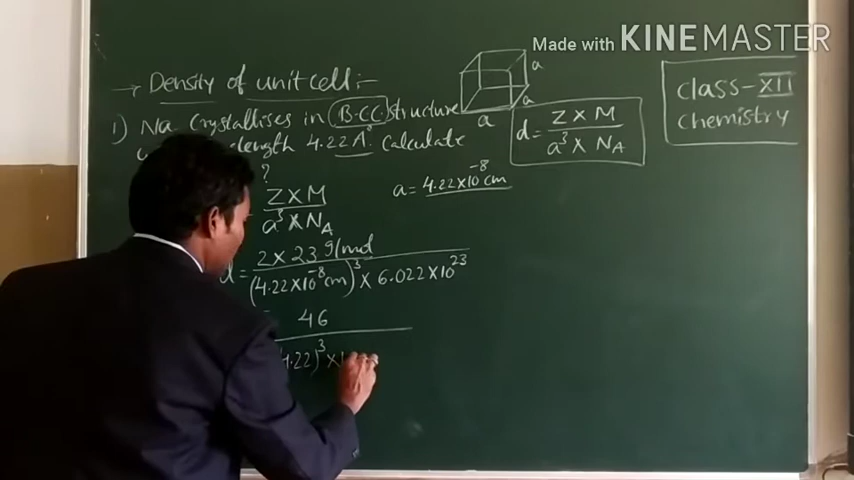 Made with KINEMASTER
→ Density of unit cell :-
class-XII
Chemistry
1) Na Crystallises in B.C.C. structure
length 4.22 A°. Calculate
?
a
a
a
d = Z × M / a³ × N_A
a = 4.22×10⁻⁸ cm
Z × M / a³ × N_A
d = 2 × 23 g/mol / (4.22×10⁻⁸ cm)³ × 6.022×10²³
46
4.22)³ ×